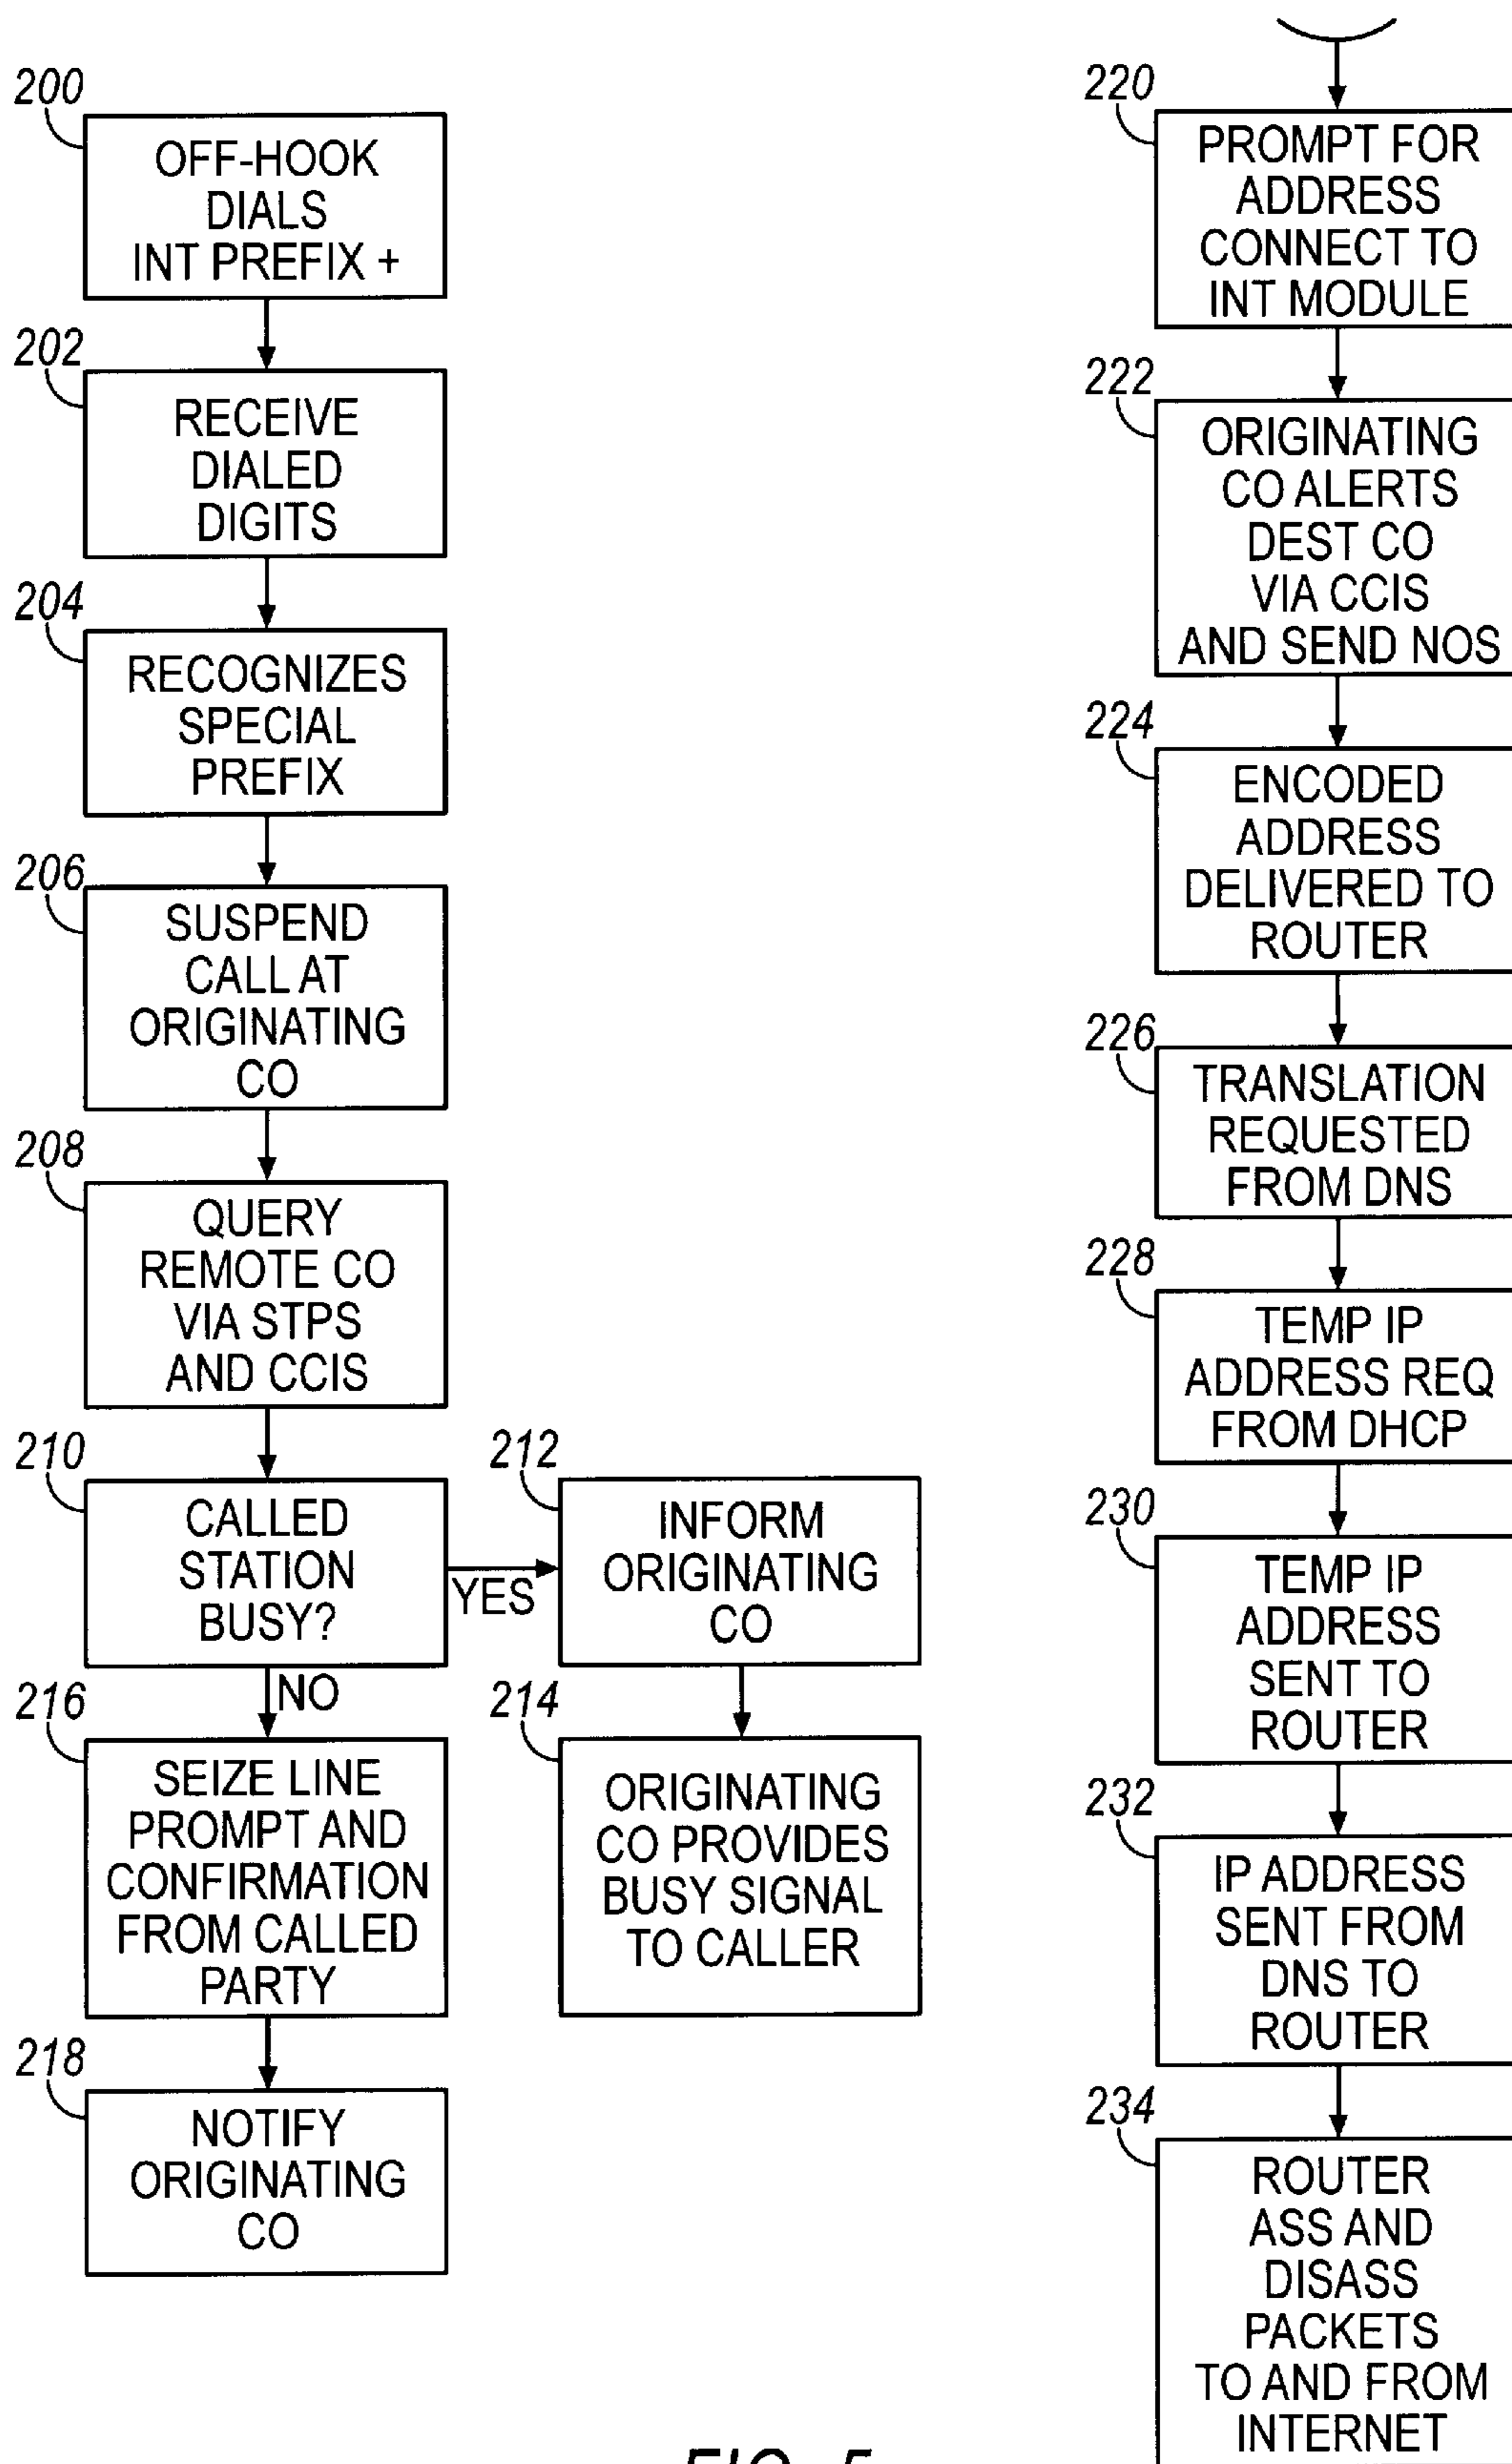 200
OFF-HOOK
DIALS
INT PREFIX +
202
RECEIVE
DIALED
DIGITS
204
RECOGNIZES
SPECIAL
PREFIX
206
SUSPEND
CALL AT
ORIGINATING
CO
208
QUERY
REMOTE CO
VIA STPS
AND CCIS
210
CALLED
STATION
BUSY?
YES
212
INFORM
ORIGINATING
CO
NO
214
ORIGINATING
CO PROVIDES
BUSY SIGNAL
TO CALLER
216
SEIZE LINE
PROMPT AND
CONFIRMATION
FROM CALLED
PARTY
218
NOTIFY
ORIGINATING
CO
220
PROMPT FOR
ADDRESS
CONNECT TO
INT MODULE
222
ORIGINATING
CO ALERTS
DEST CO
VIA CCIS
AND SEND NOS
224
ENCODED
ADDRESS
DELIVERED TO
ROUTER
226
TRANSLATION
REQUESTED
FROM DNS
228
TEMP IP
ADDRESS REQ
FROM DHCP
230
TEMP IP
ADDRESS
SENT TO
ROUTER
232
IP ADDRESS
SENT FROM
DNS TO
ROUTER
234
ROUTER
ASS AND
DISASS
PACKETS
TO AND FROM
INTERNET